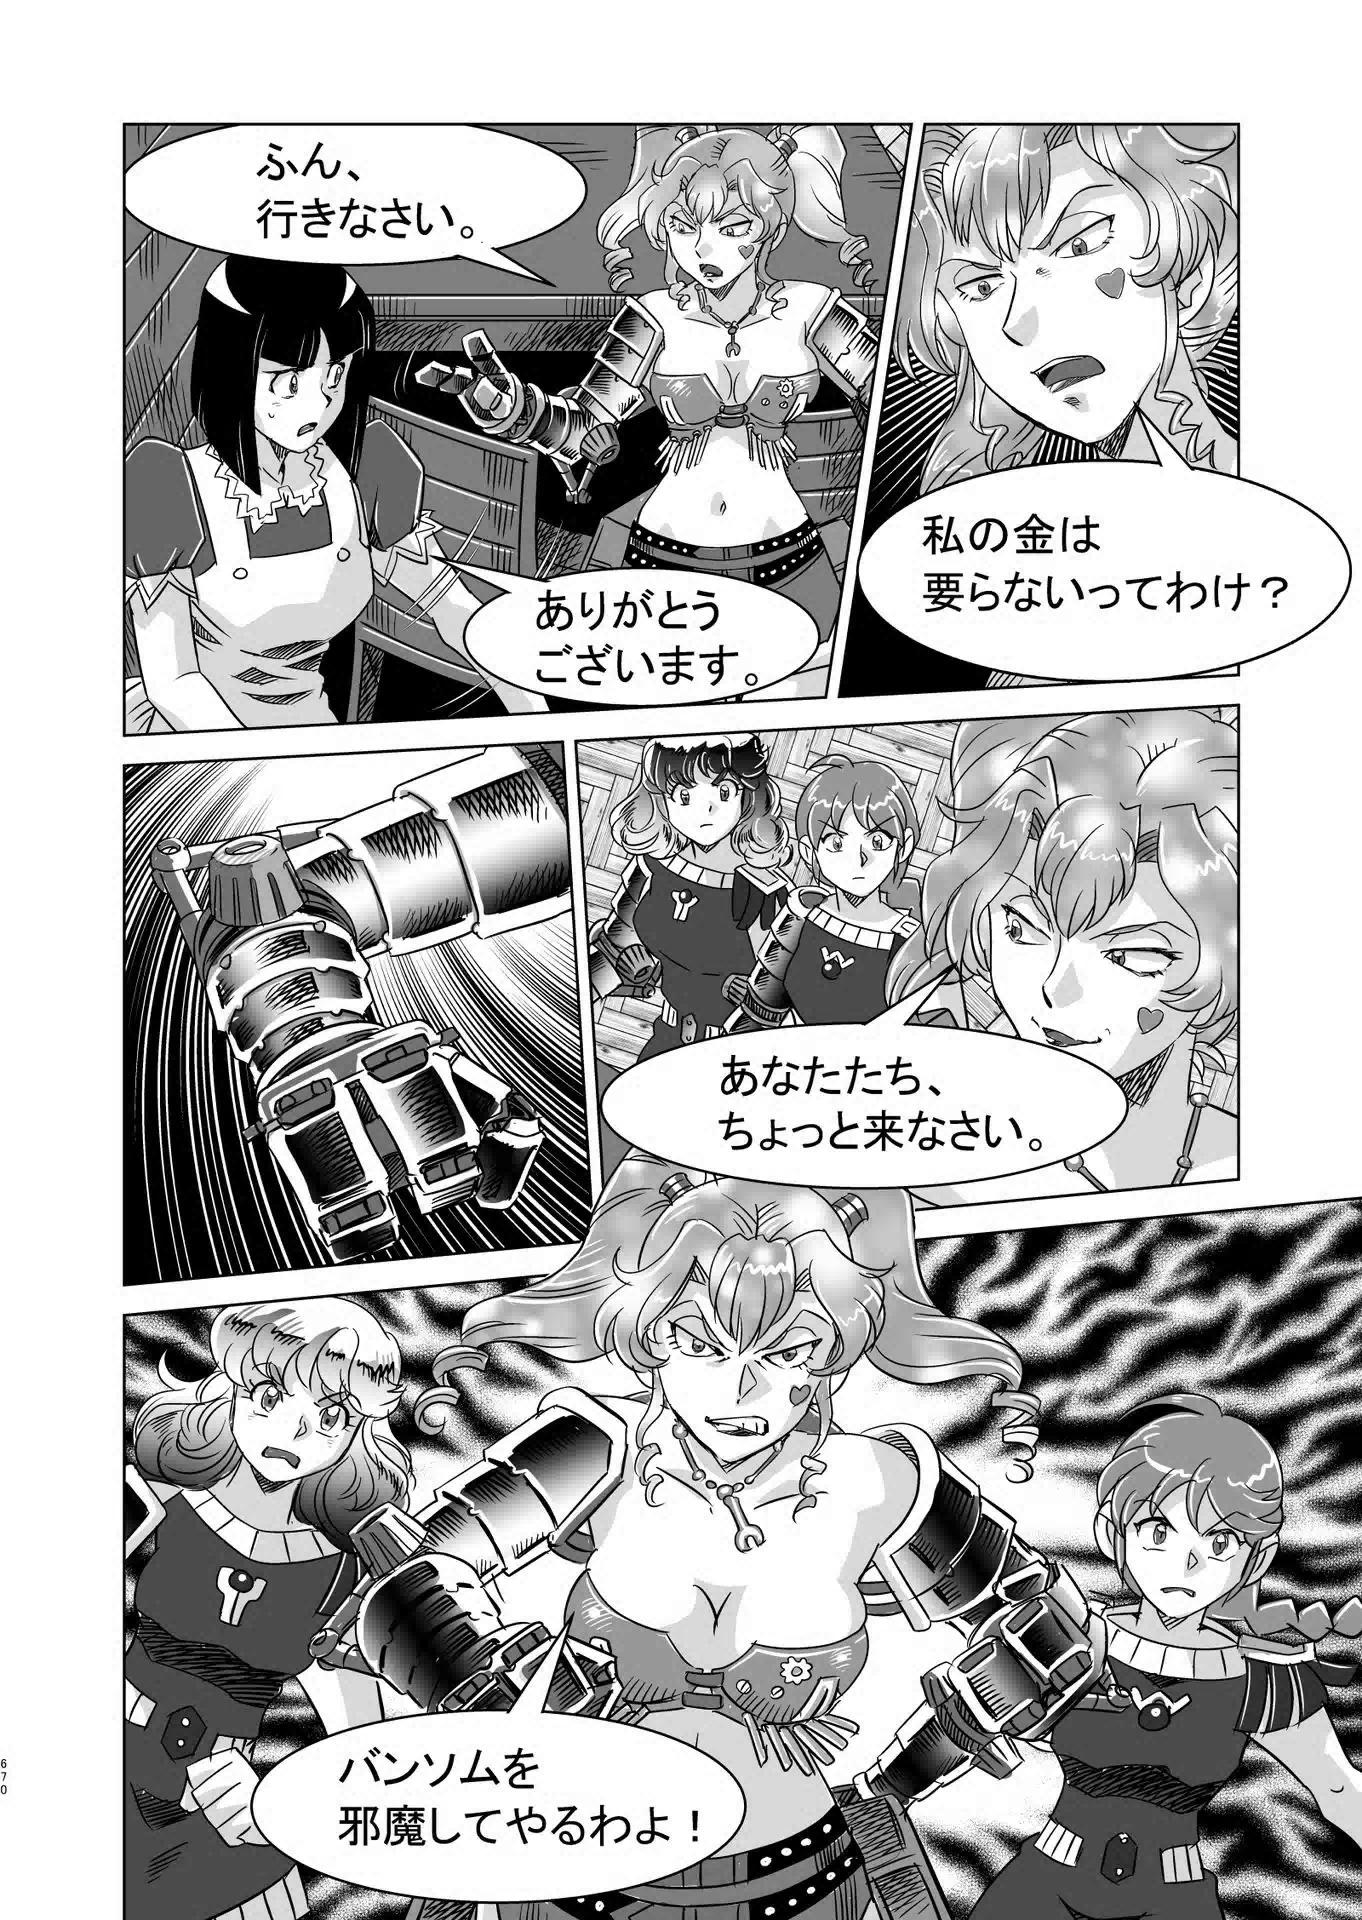 私の金は
要らないってわけ？
ふん、
行きなさい。
ありがとう
ございます。
あなたたち、
ちょっと来なさい。
バンソムを
邪魔してやるわよ！
670